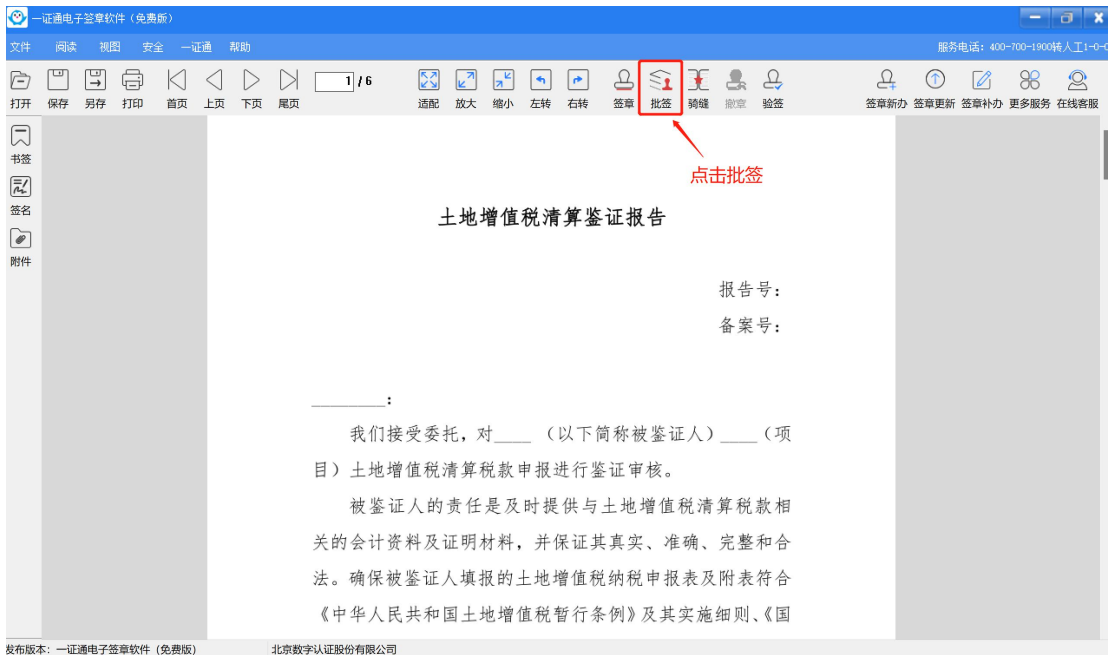 一证通电子签章软件（免费版）
文件 阅读 视图 安全 一证通 帮助 服务电话：400-700-1900转人工1-0-0
1 / 6
打开 保存 另存 打印 首页 上页 下页 尾页 适配 放大 缩小 左转 右转 签章 批签 骑缝 撤章 验签 签章新办 签章更新 签章补办 更多服务 在线客服
书签
签名
附件
点击批签
土地增值税清算鉴证报告
报告号：
备案号：
________：
我们接受委托，对____ （以下简称被鉴证人）____（项
目）土地增值税清算税款申报进行鉴证审核。
被鉴证人的责任是及时提供与土地增值税清算税款相
关的会计资料及证明材料，并保证其真实、准确、完整和合
法。确保被鉴证人填报的土地增值税纳税申报表及附表符合
《中华人民共和国土地增值税暂行条例》及其实施细则、《国
发布版本：一证通电子签章软件（免费版） 北京数字认证股份有限公司